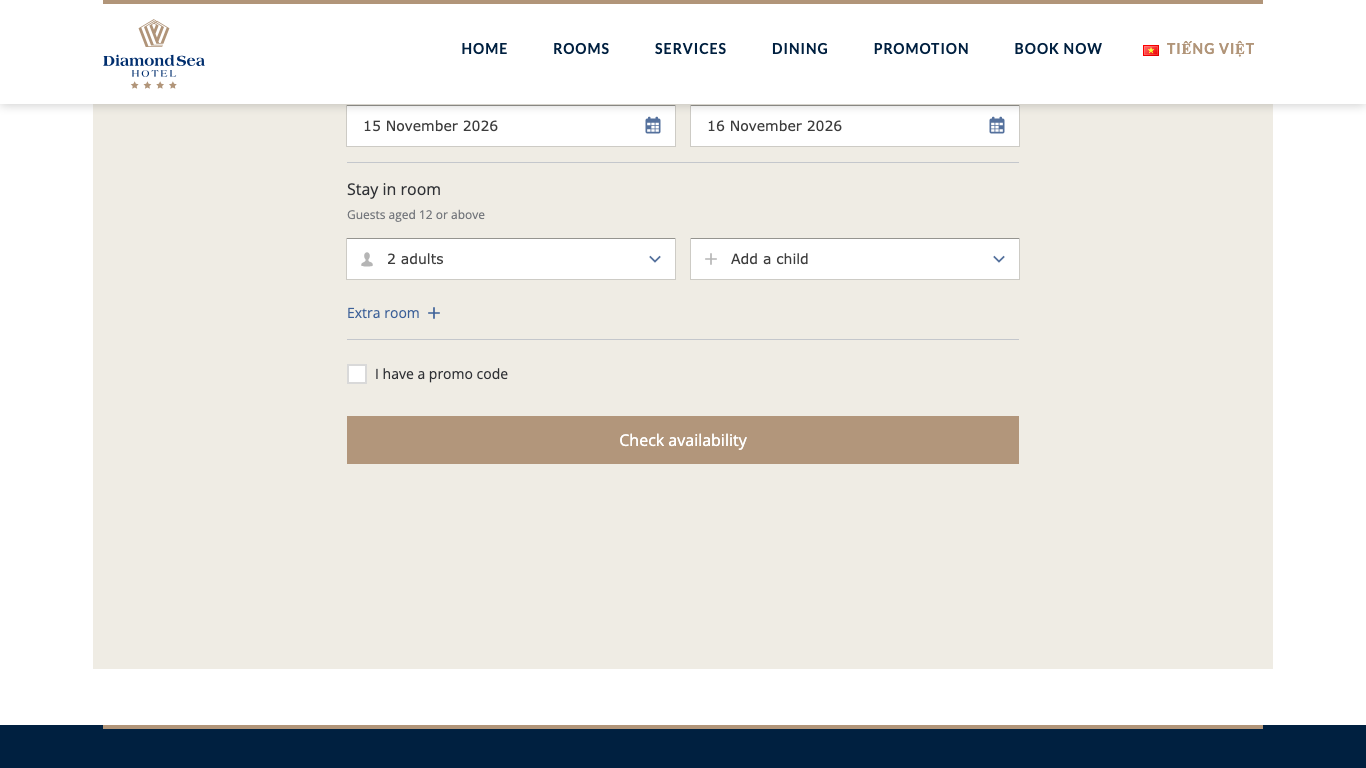 Diamond Sea
HOTEL
HOME
ROOMS
SERVICES
DINING
PROMOTION
BOOK NOW
TIẾNG VIỆT
15 November 2026
16 November 2026
Stay in room
Guests aged 12 or above
2 adults
Add a child
Extra room +
I have a promo code
Check availability